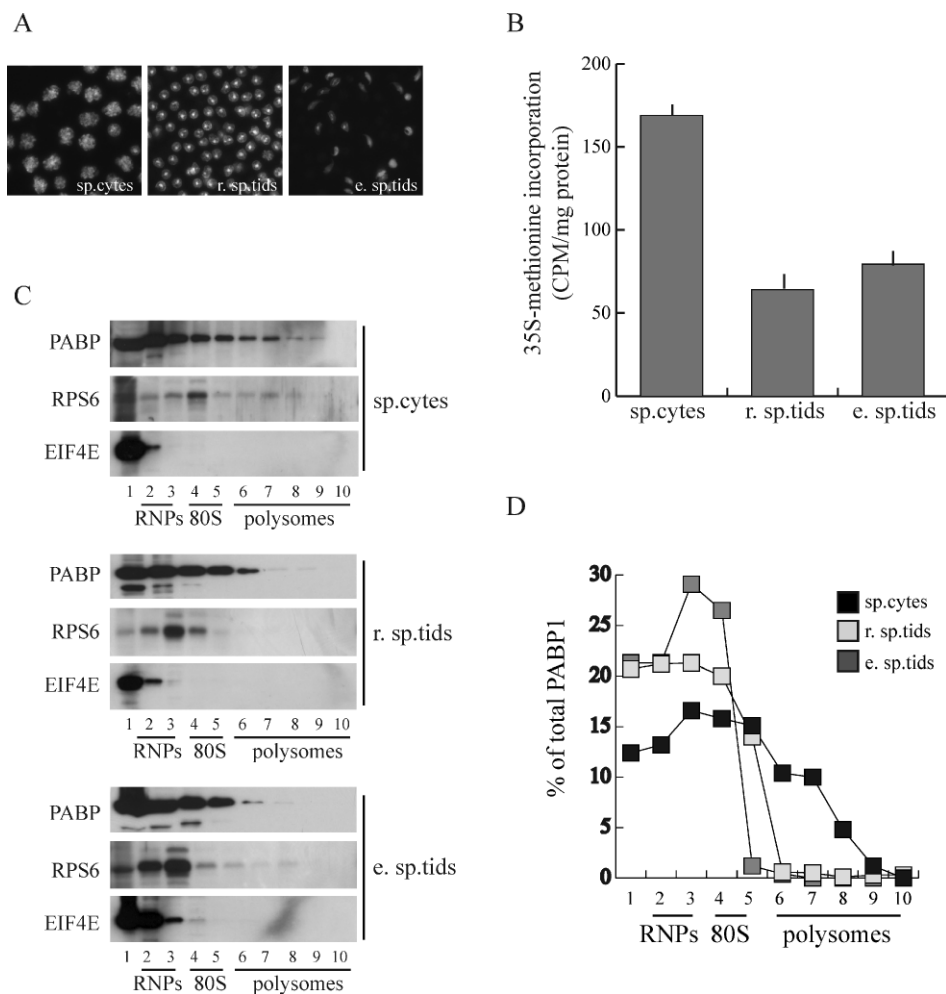 A
sp.cytes r. sp.tids e. sp.tids
B
35S-methionine incorporation
(CPM/mg protein)
200
150
100
50
0
sp.cytes r. sp.tids e. sp.tids
C
PABP
RPS6
EIF4E
sp.cytes
1 2 3 4 5 6 7 8 9 10
RNPs 80S polysomes
PABP
RPS6
EIF4E
r. sp.tids
1 2 3 4 5 6 7 8 9 10
RNPs 80S polysomes
PABP
RPS6
EIF4E
e. sp.tids
1 2 3 4 5 6 7 8 9 10
RNPs 80S polysomes
D
% of total PABP1
30
25
20
15
10
5
0
sp.cytes
r. sp.tids
e. sp.tids
1 2 3 4 5 6 7 8 9 10
RNPs 80S polysomes